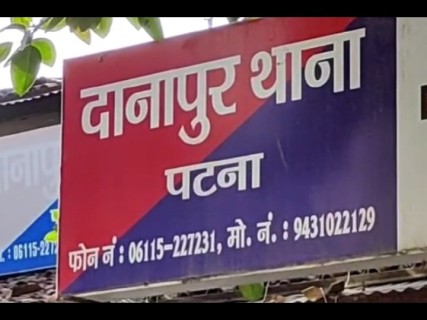 दानापुर थाना
पटना
फोन नं : 06115-227231, मो. नं. : 9431022129